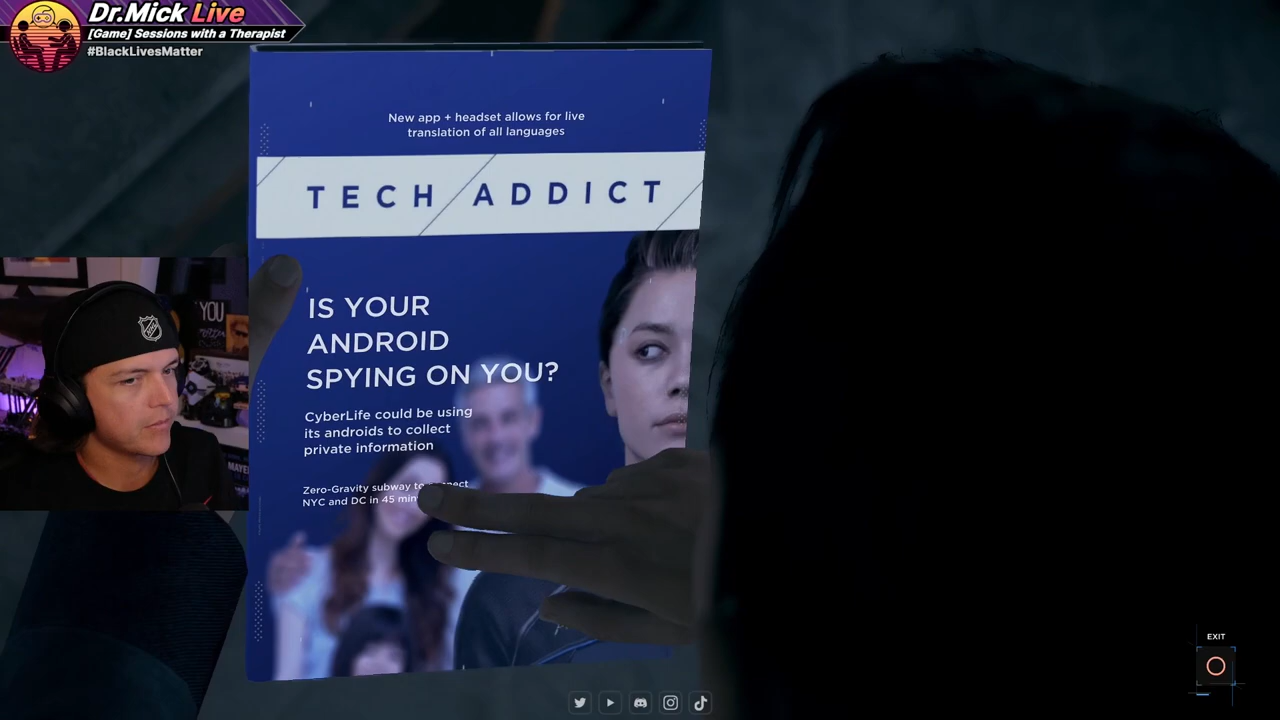 Dr.Mick Live
[Game] Sessions with a Therapist
#BlackLivesMatter
New app + headset allows for live
translation of all languages
TECH ADDICT
IS YOUR
ANDROID
SPYING ON YOU?
CyberLife could be using
its androids to collect
private information
Zero-Gravity subway to
NYC and DC in 45
YOU
EXIT